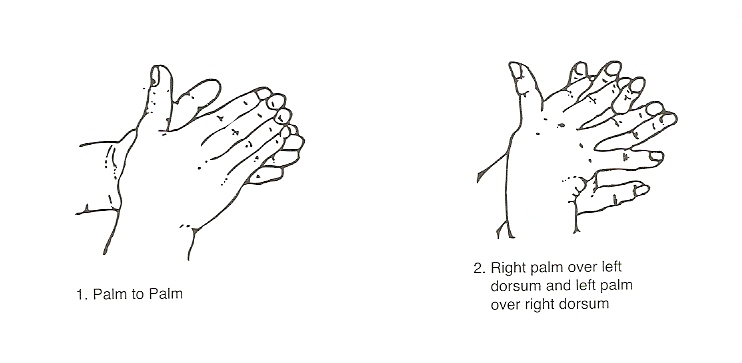 1. Palm to Palm
2. Right palm over left
dorsum and left palm
over right dorsum